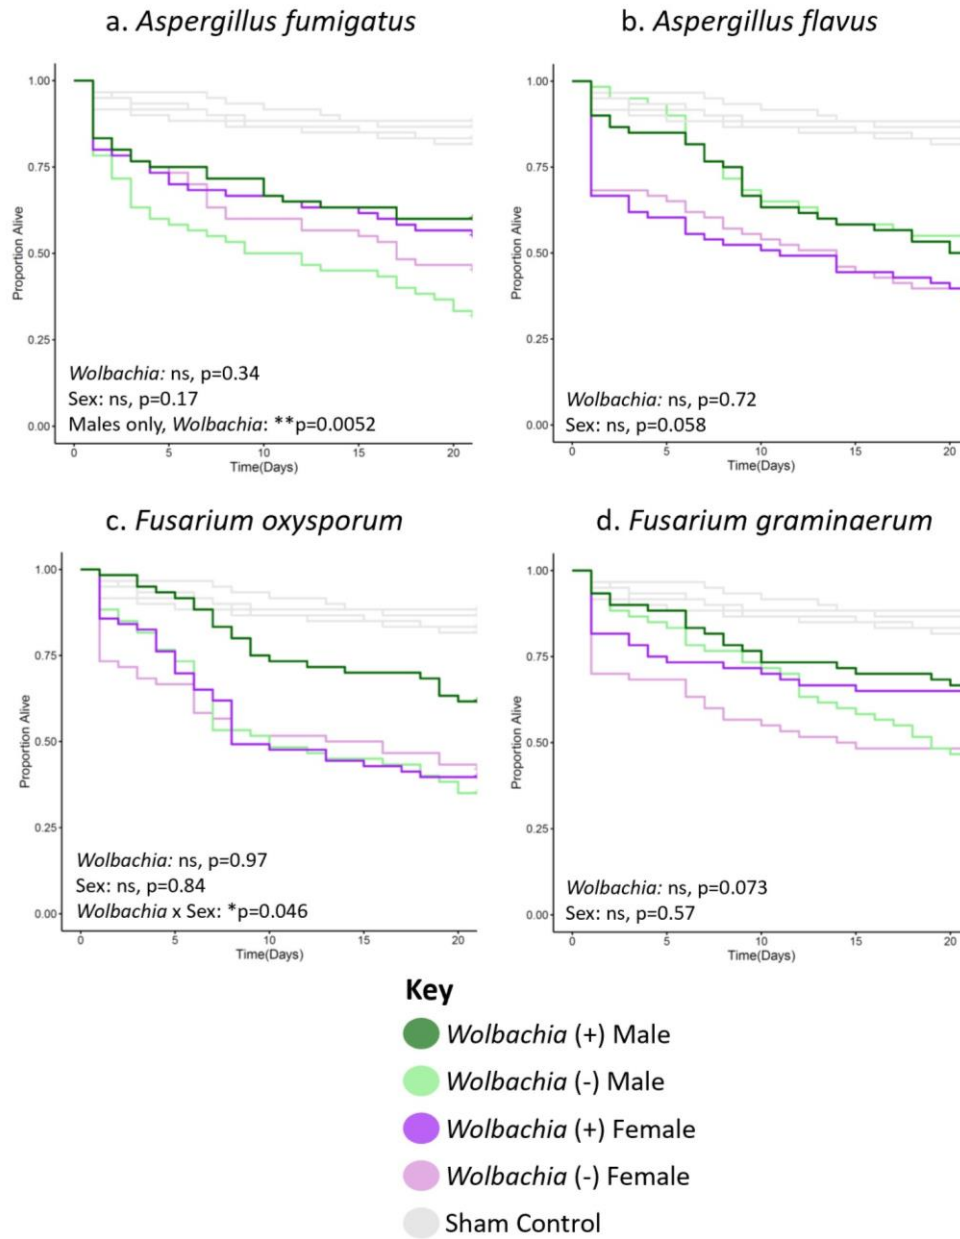 a. Aspergillus fumigatus
b. Aspergillus flavus
1.00
0.75
0.50
0.25
0.00
Proportion Alive
Wolbachia: ns, p=0.34
Sex: ns, p=0.17
Males only, Wolbachia: **p=0.0052
0 5 10 15 20
Time(Days)
1.00
0.75
0.50
0.25
0.00
Proportion Alive
Wolbachia: ns, p=0.72
Sex: ns, p=0.058
0 5 10 15 20
Time(Days)
c. Fusarium oxysporum
d. Fusarium graminaerum
1.00
0.75
0.50
0.25
0.00
Proportion Alive
Wolbachia: ns, p=0.97
Sex: ns, p=0.84
Wolbachia x Sex: *p=0.046
0 5 10 15 20
Time(Days)
1.00
0.75
0.50
0.25
0.00
Proportion Alive
Wolbachia: ns, p=0.073
Sex: ns, p=0.57
0 5 10 15 20
Time(Days)
Key
Wolbachia (+) Male
Wolbachia (-) Male
Wolbachia (+) Female
Wolbachia (-) Female
Sham Control